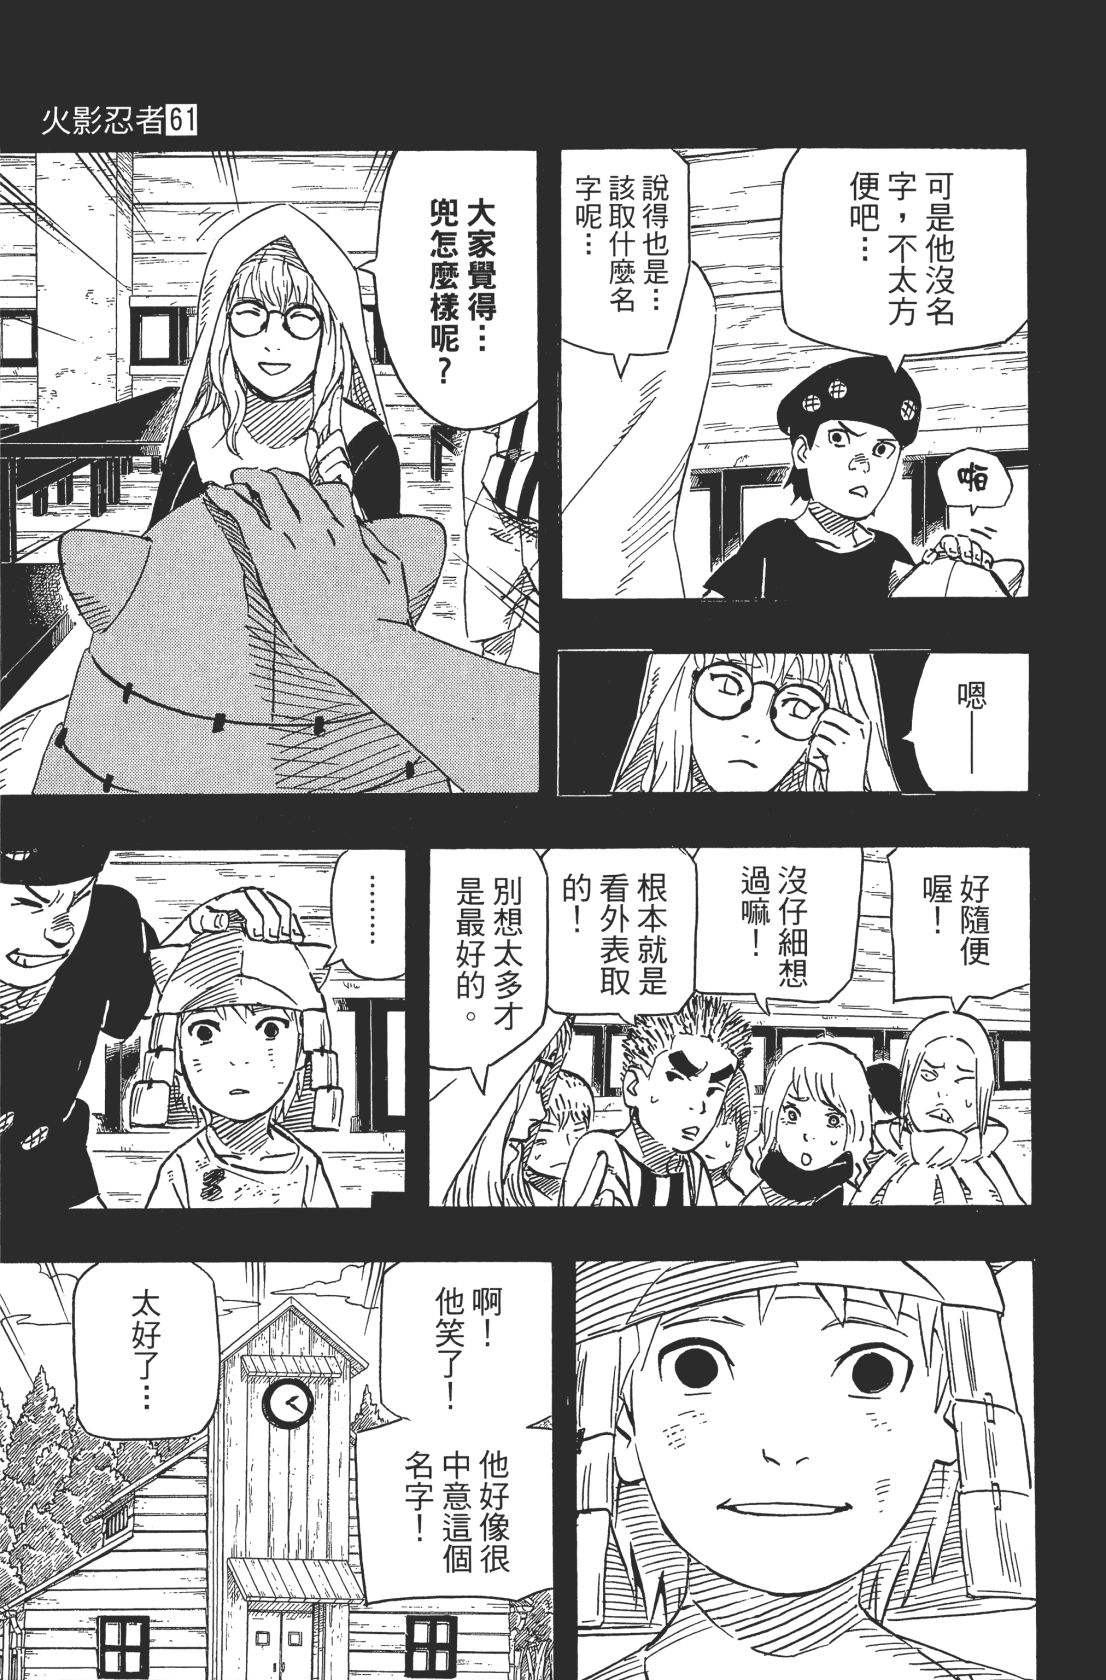 火影忍者61
可是他沒名
字，不太方
便吧…
說得也是…
該取什麼名
字呢…
嗯——
大家覺得…
兜怎麼樣呢？
好隨便
喔！
沒仔細想
過嘛！
根本就是
看外表取
的！
別想太多才
是最好的。
………
啊！
他笑了！
他好像很
中意這個
名字！
太好了…